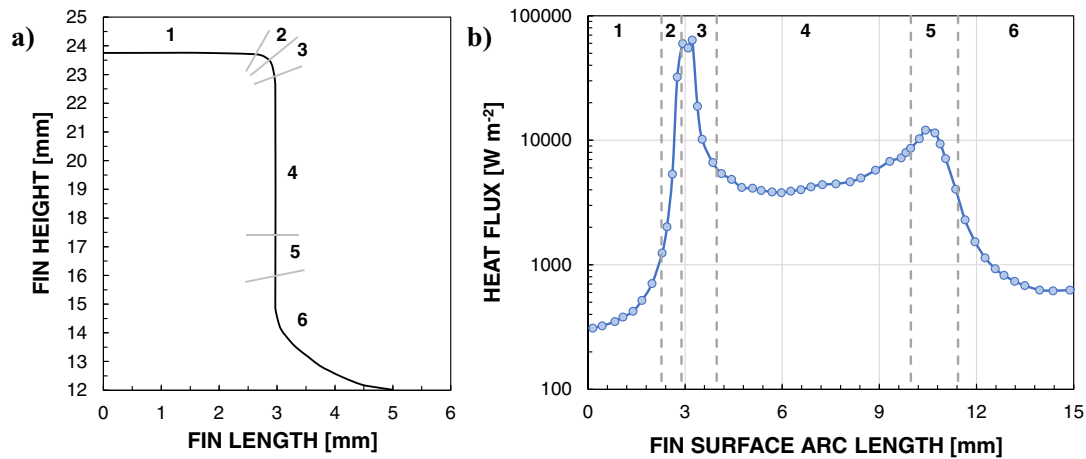 a)
FIN HEIGHT [mm]
25
24
23
22
21
20
19
18
17
16
15
14
13
12
1
2
3
4
5
6
0 1 2 3 4 5 6
FIN LENGTH [mm]
b)
HEAT FLUX [W m-2]
100000
10000
1000
100
1 2 3 4 5 6
0 3 6 9 12 15
FIN SURFACE ARC LENGTH [mm]